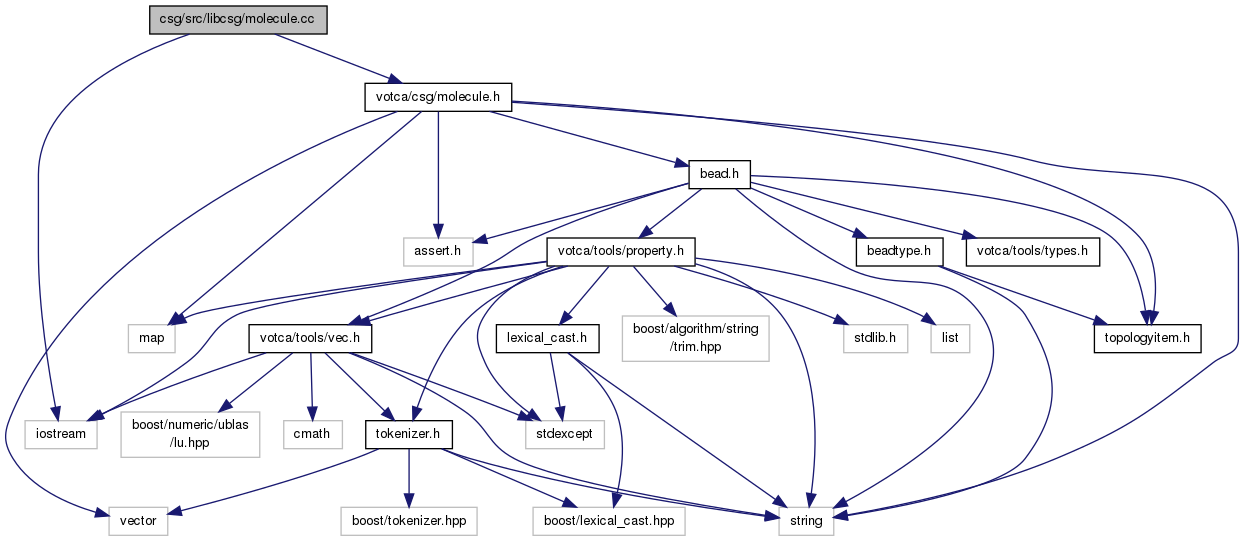 csg/src/libcsg/molecule.cc
votca/csg/molecule.h
bead.h
assert.h
votca/tools/property.h
beadtype.h
votca/tools/types.h
map
votca/tools/vec.h
lexical_cast.h
boost/algorithm/string
/trim.hpp
stdlib.h
list
topologyitem.h
iostream
boost/numeric/ublas
/lu.hpp
cmath
tokenizer.h
stdexcept
vector
boost/tokenizer.hpp
boost/lexical_cast.hpp
string